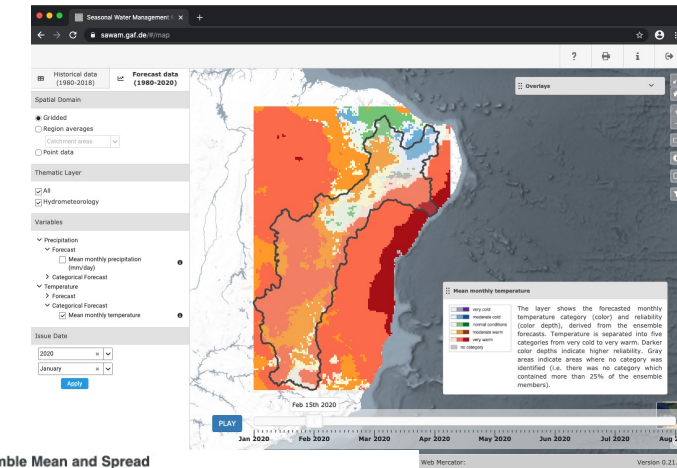 Seasonal Water Management
sawam.gaf.de/#/map
?
i
Historical data
(1980-2018)
Forecast data
(1980-2020)
Spatial Domain
Gridded
Region averages
Catchment areas
Point data
Thematic Layer
All
Hydrometeorology
Variables
Precipitation
Forecast
Mean monthly precipitation
(mm/day)
Categorical Forecast
Temperature
Forecast
Categorical Forecast
Mean monthly temperature
Issue Date
2020
January
Apply
Overlays
Mean monthly temperature
very cold
moderate cold
normal conditions
moderate warm
very warm
no category
The layer shows the forecasted monthly
temperature category (color) and reliability
(color depth), derived from the ensemble
forecasts. Temperature is separated into five
categories from very cold to very warm. Darker
color depths indicate higher reliability. Gray
areas indicate areas where no category was
identified (i.e. there was no category which
contained more than 25% of the ensemble
members).
Feb 15th 2020
PLAY
Jan 2020 Feb 2020 Mar 2020 Apr 2020 May 2020 Jun 2020 Jul 2020 Aug
mble Mean and Spread
Web Mercator:
Version 0.21.